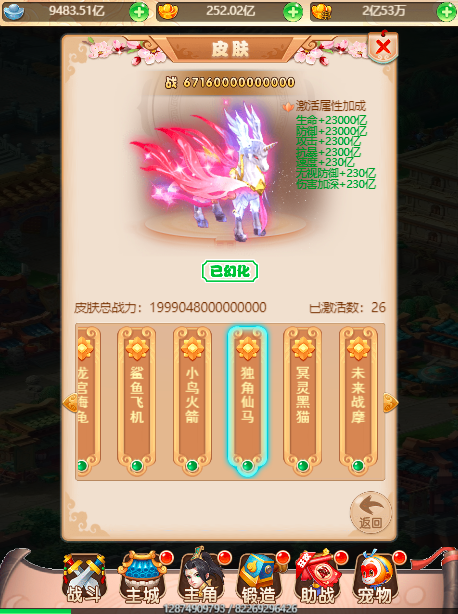 9483.51亿 252.02亿 2亿53万
皮肤
战 67160000000000
激活属性加成
生命+23000亿
防御+23000亿
攻击+2300亿
抗暴+2300亿
速度+230亿
无视防御+230亿
伤害加深+230亿
已幻化
皮肤总战力: 1999048000000000 已激活数: 26
龙宫海龟 鲨鱼飞机 小鸟火箭 独角仙马 冥灵黑猫 未来战摩
返回
战斗 主城 主角 锻造 助战 宠物
12874909793/82269296426